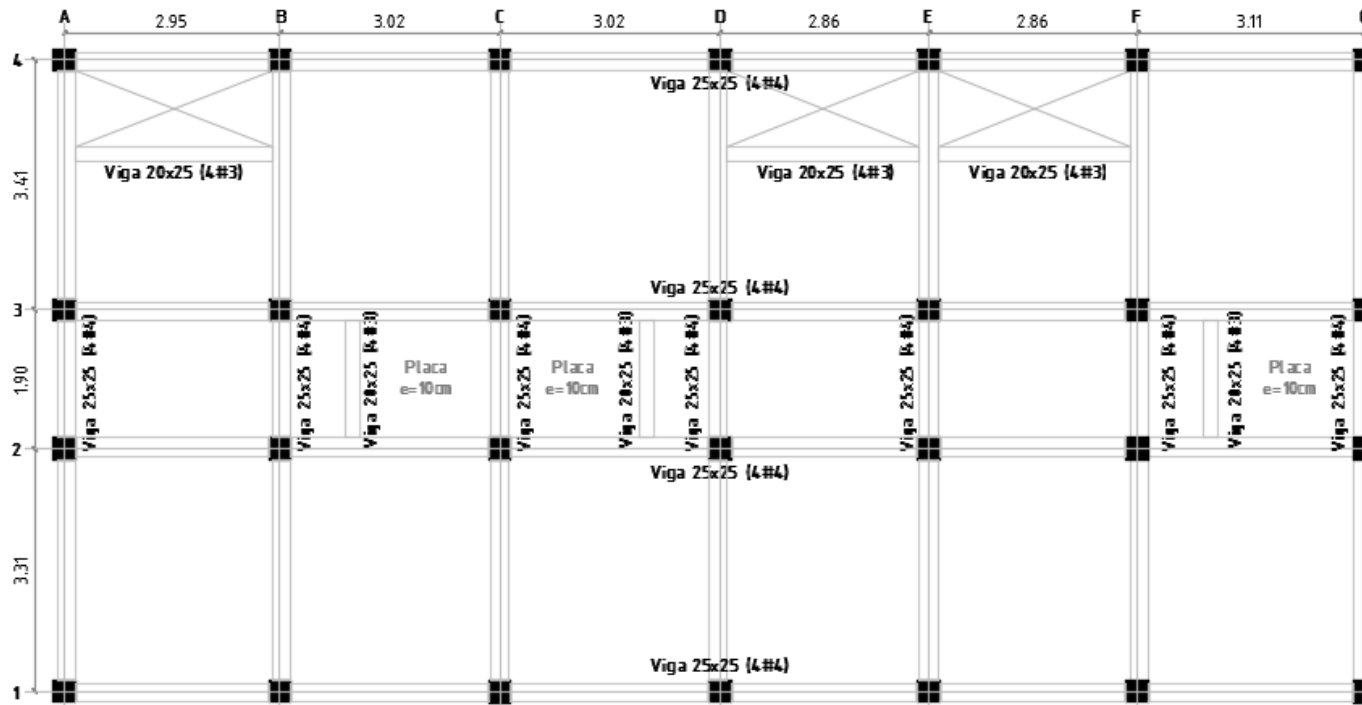 A B C D E F
2.95 3.02 3.02 2.86 2.86 3.11
4
Viga 25x25 (4#4)
Viga 20x25 (4#3) Viga 20x25 (4#3) Viga 20x25 (4#3)
3.41
Viga 25x25 (4#4)
3
Viga 25x25 (4#4)
Viga 25x25 (4#4)
Viga 20x25 (4#3)
Placa
e=10cm
Viga 25x25 (4#4)
Placa
e=10cm
Viga 20x25 (4#3)
Viga 25x25 (4#4)
Viga 25x25 (4#4)
Viga 25x25 (4#4)
Viga 20x25 (4#3)
Placa
e=10cm
Viga 25x25 (4#4)
1.90
2
Viga 25x25 (4#4)
3.31
Viga 25x25 (4#4)
1